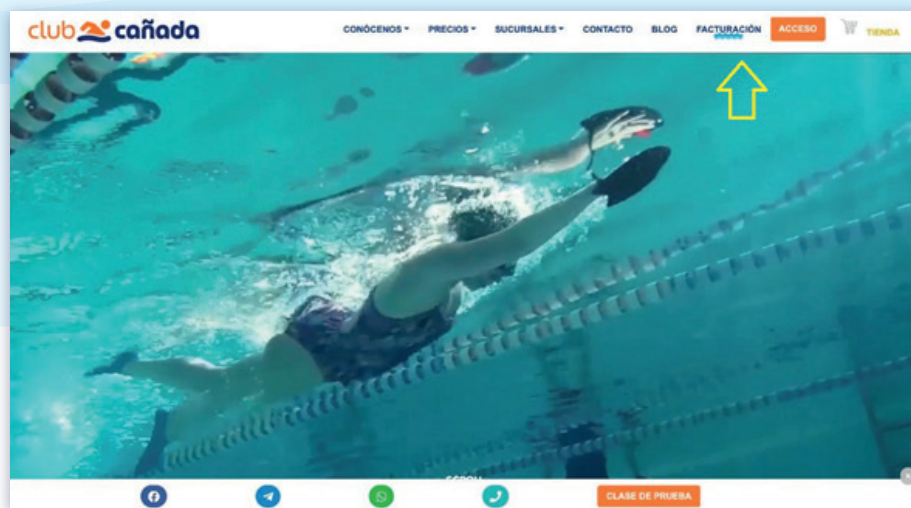 club cañada
CONÓCENOS PRECIOS SUCURSALES CONTACTO BLOG FACTURACIÓN ACCESO TIENDA
CLASE DE PRUEBA